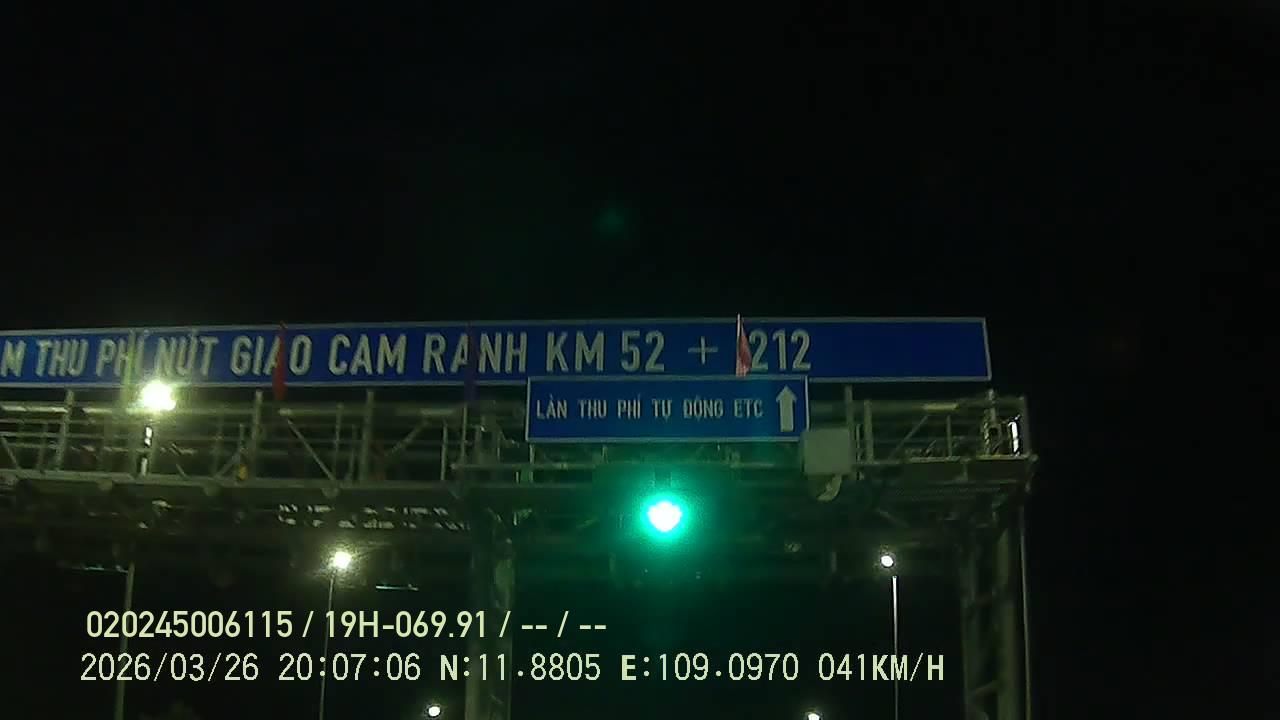 M THU PHÍ NÚT GIAO CAM RANH KM 52 + 212
LÀN THU PHÍ TỰ ĐỘNG ETC
020245006115 / 19H-069.91 / -- / --
2026/03/26 20:07:06 N:11.8805 E:109.0970 041KM/H